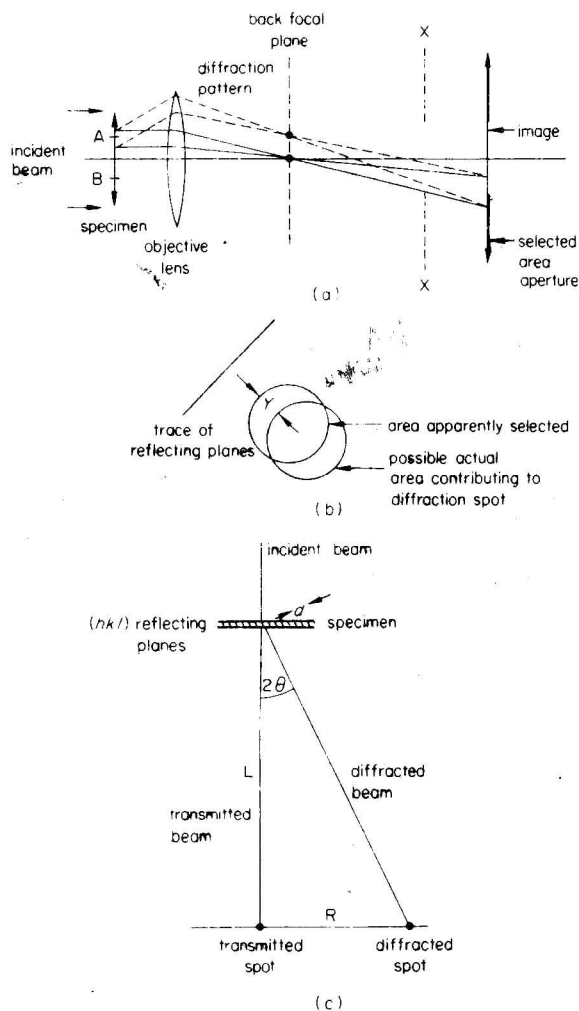 back focal
plane
X
diffraction
pattern
A
incident
beam
B
image
specimen
objective
lens
selected
area
aperture
X
(a)
trace of
reflecting planes
Y
area apparently selected
possible actual
area contributing to
diffraction spot
(b)
incident beam
d
(hkl) reflecting
planes
specimen
2θ
L
diffracted
beam
transmitted
beam
R
transmitted
spot
diffracted
spot
(c)